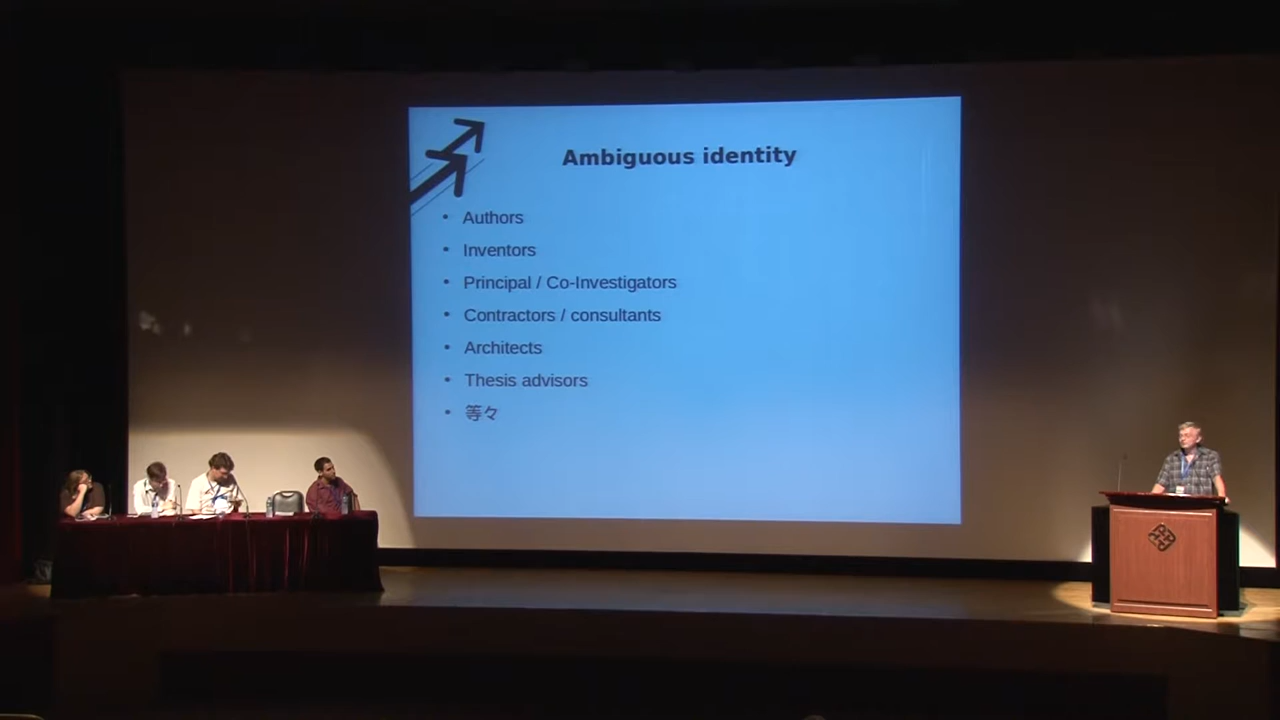 Ambiguous identity
• Authors
• Inventors
• Principal / Co-Investigators
• Contractors / consultants
• Architects
• Thesis advisors
• 等々